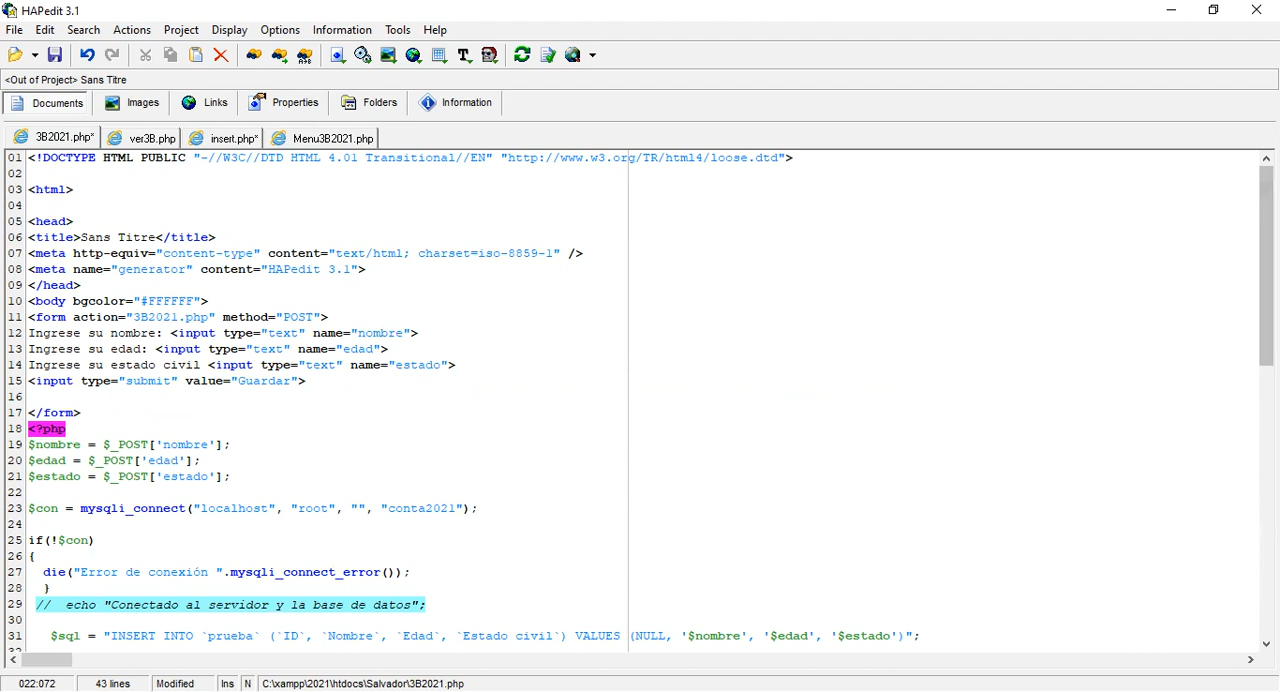 HAPedit 3.1
File Edit Search Actions Project Display Options Information Tools Help
<Out of Project> Sans Titre
Documents Images Links Properties Folders Information
3B2021.php* ver3B.php insert.php* Menu3B2021.php
01 <!DOCTYPE HTML PUBLIC "-//W3C//DTD HTML 4.01 Transitional//EN" "http://www.w3.org/TR/html4/loose.dtd">
02
03 <html>
04
05 <head>
06 <title>Sans Titre</title>
07 <meta http-equiv="content-type" content="text/html; charset=iso-8859-1" />
08 <meta name="generator" content="HAPedit 3.1">
09 </head>
10 <body bgcolor="#FFFFFF">
11 <form action="3B2021.php" method="POST">
12 Ingrese su nombre: <input type="text" name="nombre">
13 Ingrese su edad: <input type="text" name="edad">
14 Ingrese su estado civil <input type="text" name="estado">
15 <input type="submit" value="Guardar">
16
17 </form>
18 <?php
19 $nombre = $_POST['nombre'];
20 $edad = $_POST['edad'];
21 $estado = $_POST['estado'];
22
23 $con = mysqli_connect("localhost", "root", "", "conta2021");
24
25 if(!$con)
26 {
27 die("Error de conexión ".mysqli_connect_error());
28 }
29 // echo "Conectado al servidor y la base de datos";
30
31 $sql = "INSERT INTO `prueba` (`ID`, `Nombre`, `Edad`, `Estado civil`) VALUES (NULL, '$nombre', '$edad', '$estado')";
022:072 43 lines Modified Ins N C:\xampp\2021\htdocs\Salvador\3B2021.php